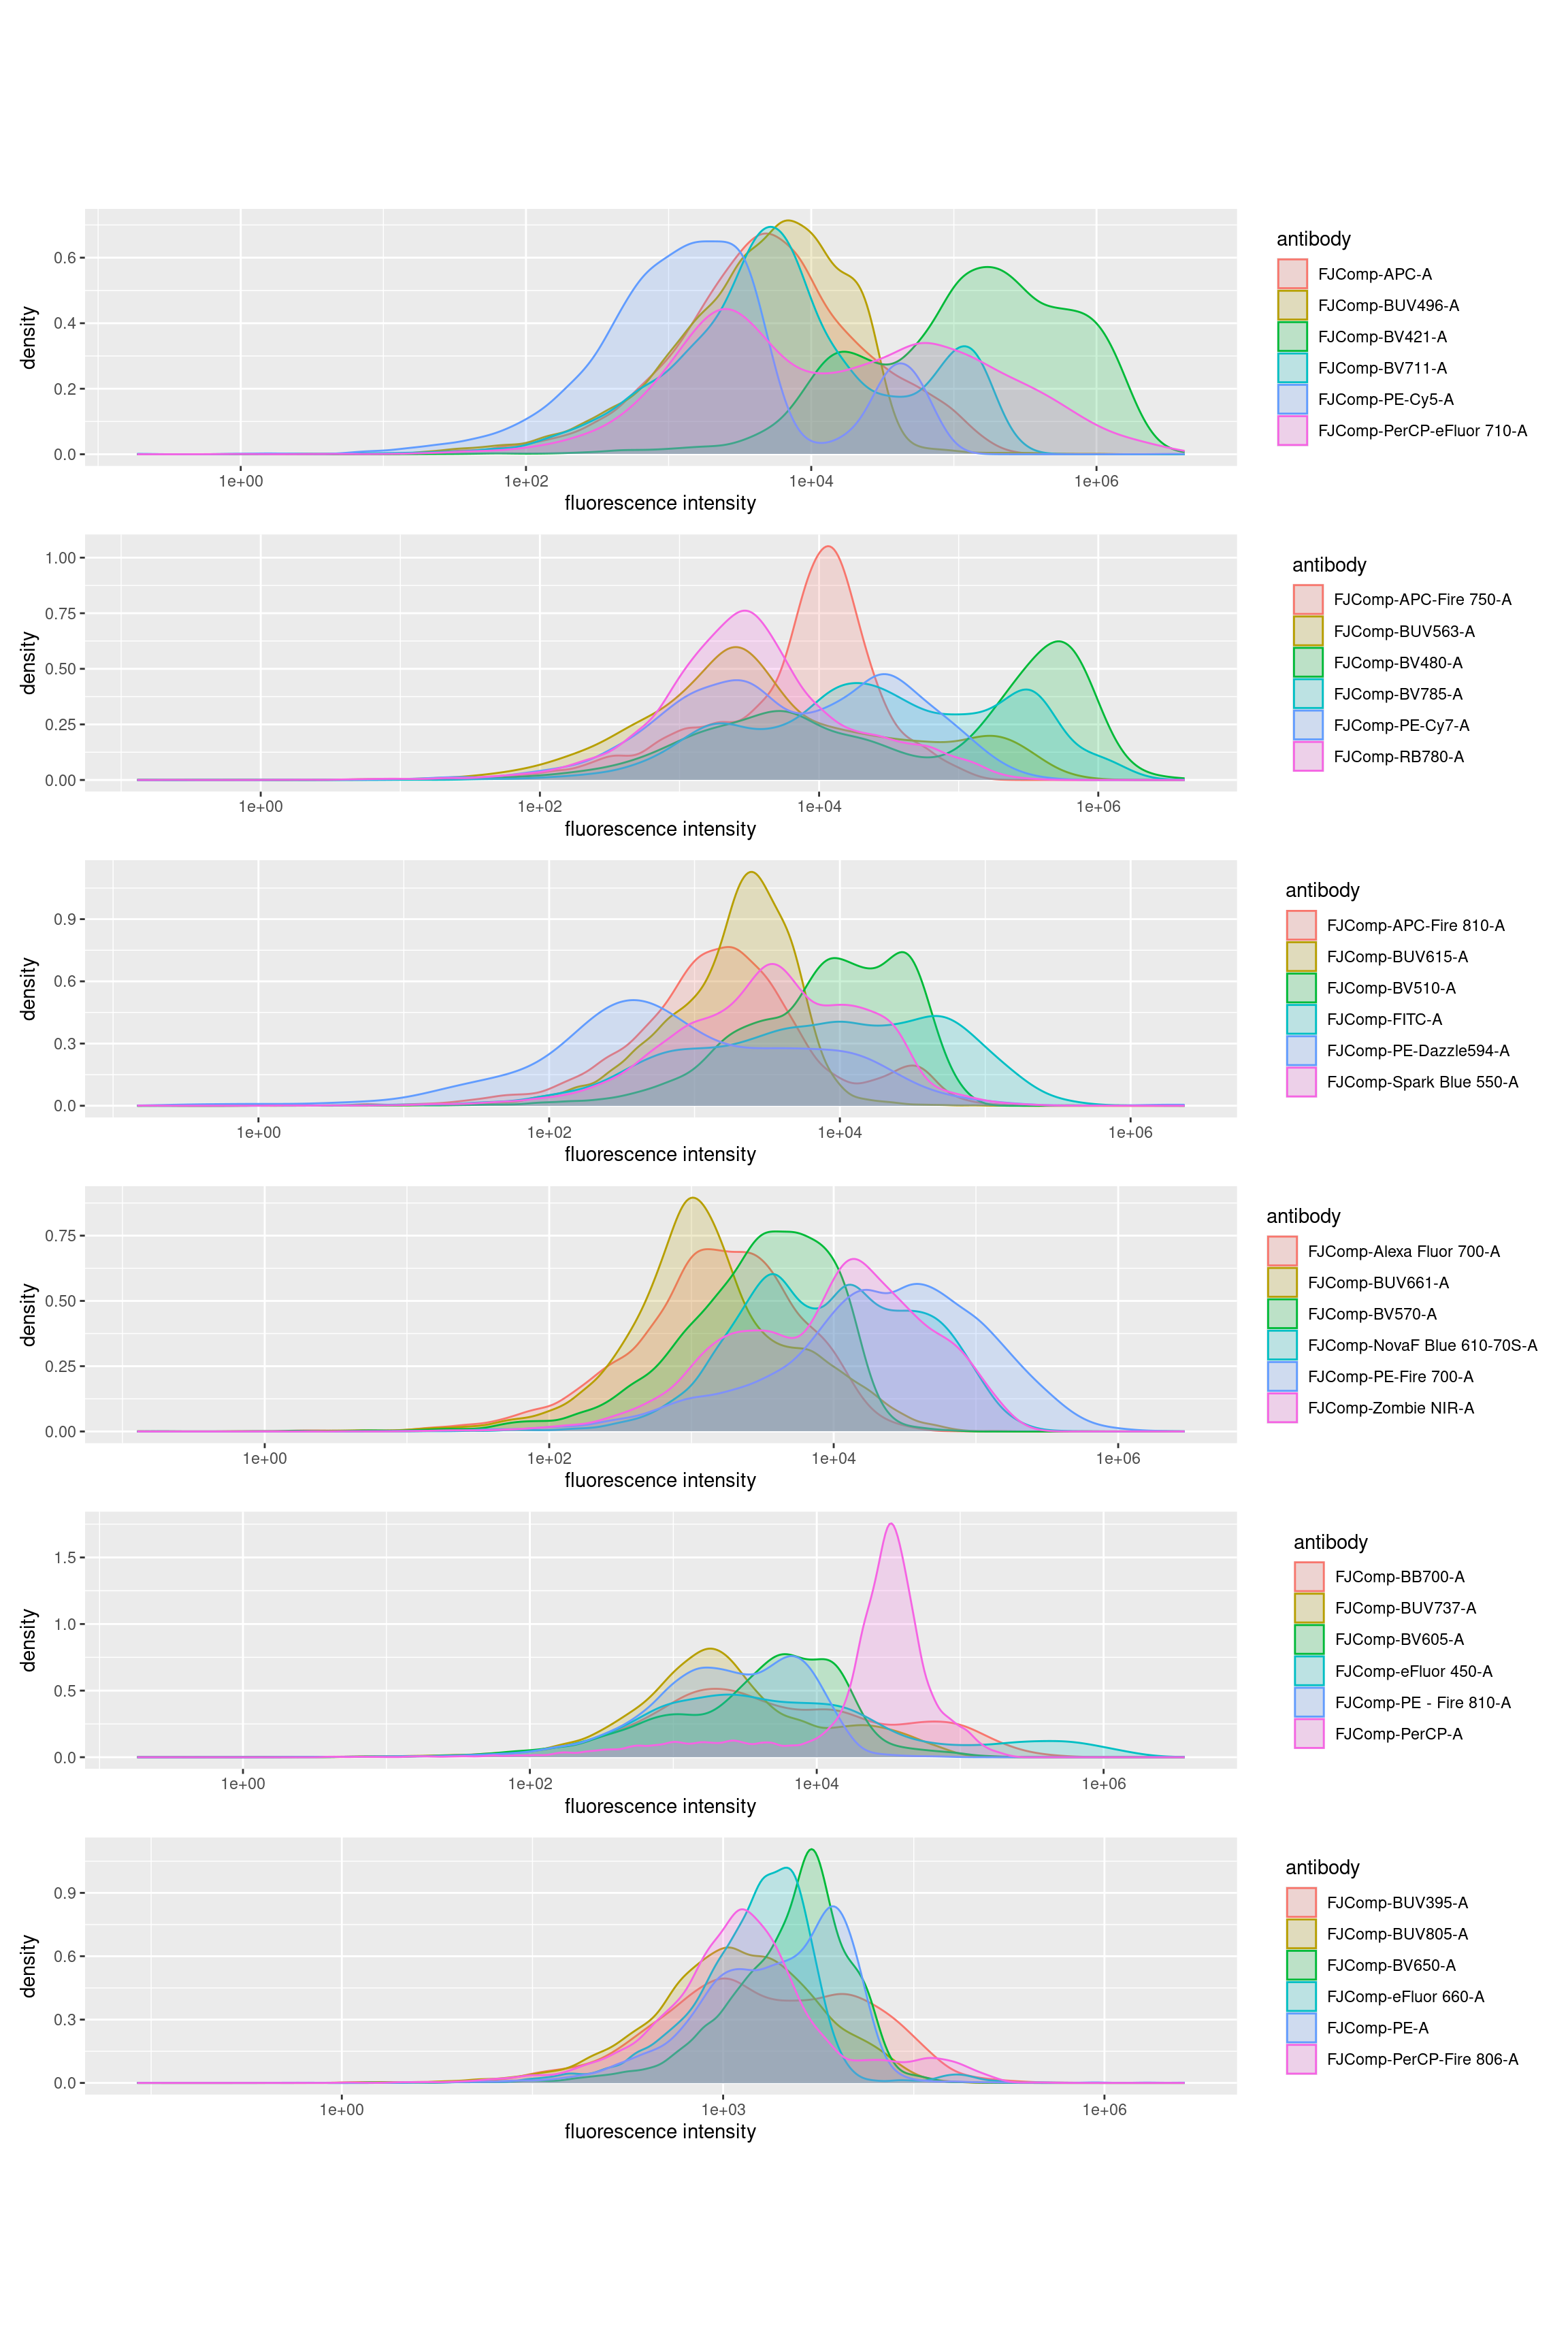 antibody
FJComp-APC-A
FJComp-BUV496-A
FJComp-BV421-A
FJComp-BV711-A
FJComp-PE-Cy5-A
FJComp-PerCP-eFluor 710-A
density
0.6
0.4
0.2
0.0
1e+00 1e+02 1e+04 1e+06
fluorescence intensity
antibody
FJComp-APC-Fire 750-A
FJComp-BUV563-A
FJComp-BV480-A
FJComp-BV785-A
FJComp-PE-Cy7-A
FJComp-RB780-A
density
1.00
0.75
0.50
0.25
0.00
1e+00 1e+02 1e+04 1e+06
fluorescence intensity
antibody
FJComp-APC-Fire 810-A
FJComp-BUV615-A
FJComp-BV510-A
FJComp-FITC-A
FJComp-PE-Dazzle594-A
FJComp-Spark Blue 550-A
density
0.9
0.6
0.3
0.0
1e+00 1e+02 1e+04 1e+06
fluorescence intensity
antibody
FJComp-Alexa Fluor 700-A
FJComp-BUV661-A
FJComp-BV570-A
FJComp-NovaF Blue 610-70S-A
FJComp-PE-Fire 700-A
FJComp-Zombie NIR-A
density
0.75
0.50
0.25
0.00
1e+00 1e+02 1e+04 1e+06
fluorescence intensity
antibody
FJComp-BB700-A
FJComp-BUV737-A
FJComp-BV605-A
FJComp-eFluor 450-A
FJComp-PE - Fire 810-A
FJComp-PerCP-A
density
1.5
1.0
0.5
0.0
1e+00 1e+02 1e+04 1e+06
fluorescence intensity
antibody
FJComp-BUV395-A
FJComp-BUV805-A
FJComp-BV650-A
FJComp-eFluor 660-A
FJComp-PE-A
FJComp-PerCP-Fire 806-A
density
0.9
0.6
0.3
0.0
1e+00 1e+03 1e+06
fluorescence intensity